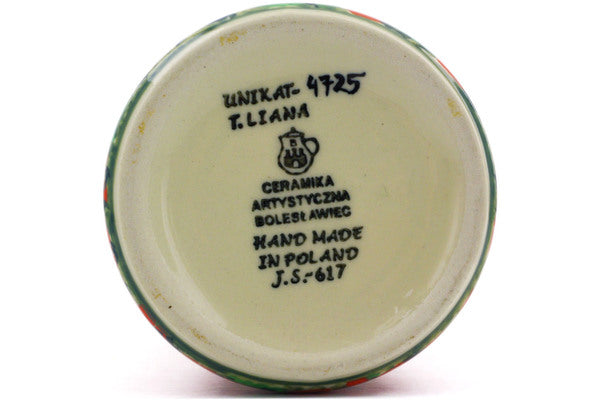 UNIKAT-4725
T.LIANA
B
CERAMIKA
ARTYSTYCZNA
BOLESŁAWIEC
HAND MADE
IN POLAND
J.S.-617